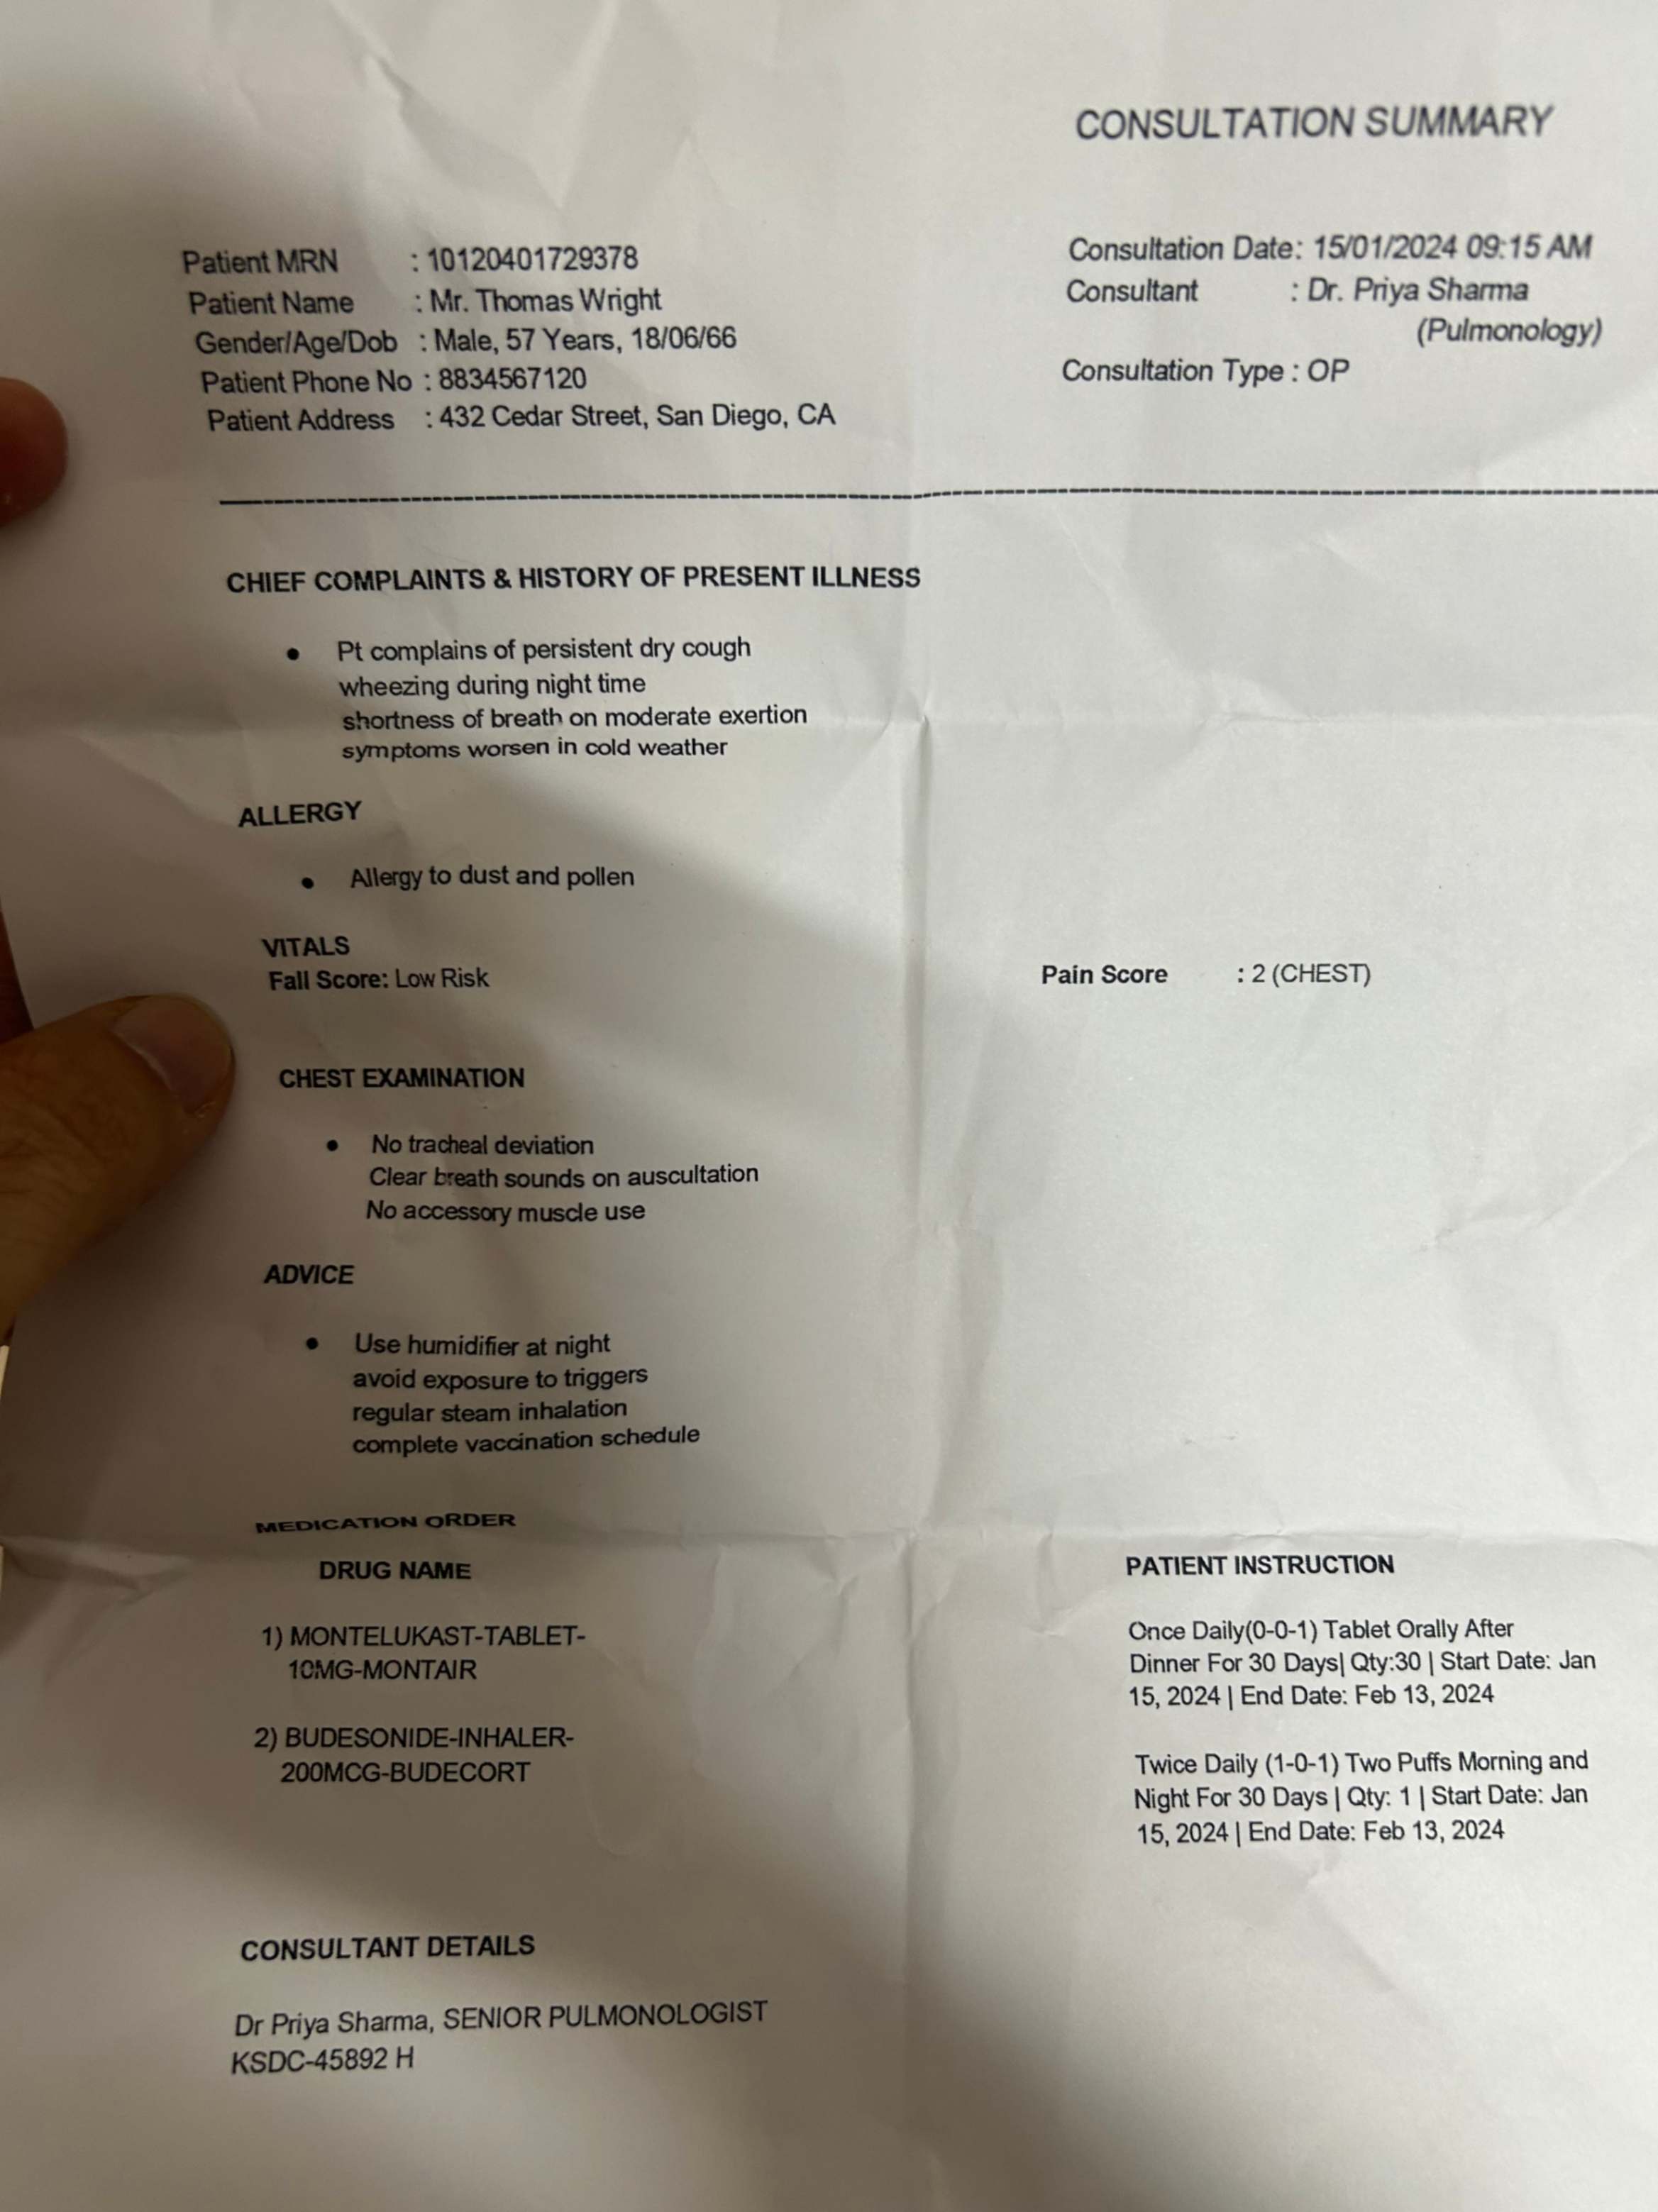 CONSULTATION SUMMARY
Patient MRN : 10120401729378
Patient Name : Mr. Thomas Wright
Gender/Age/Dob : Male, 57 Years, 18/06/66
Patient Phone No : 8834567120
Patient Address : 432 Cedar Street, San Diego, CA
Consultation Date: 15/01/2024 09:15 AM
Consultant : Dr. Priya Sharma
(Pulmonology)
Consultation Type : OP
CHIEF COMPLAINTS & HISTORY OF PRESENT ILLNESS
• Pt complains of persistent dry cough
wheezing during night time
shortness of breath on moderate exertion
symptoms worsen in cold weather
ALLERGY
• Allergy to dust and pollen
VITALS
Fall Score: Low Risk
Pain Score : 2 (CHEST)
CHEST EXAMINATION
• No tracheal deviation
Clear breath sounds on auscultation
No accessory muscle use
ADVICE
• Use humidifier at night
avoid exposure to triggers
regular steam inhalation
complete vaccination schedule
MEDICATION ORDER
DRUG NAME
PATIENT INSTRUCTION
1) MONTELUKAST-TABLET-
10MG-MONTAIR
Once Daily(0-0-1) Tablet Orally After
Dinner For 30 Days| Qty:30 | Start Date: Jan
15, 2024 | End Date: Feb 13, 2024
2) BUDESONIDE-INHALER-
200MCG-BUDECORT
Twice Daily (1-0-1) Two Puffs Morning and
Night For 30 Days | Qty: 1 | Start Date: Jan
15, 2024 | End Date: Feb 13, 2024
CONSULTANT DETAILS
Dr Priya Sharma, SENIOR PULMONOLOGIST
KSDC-45892 H